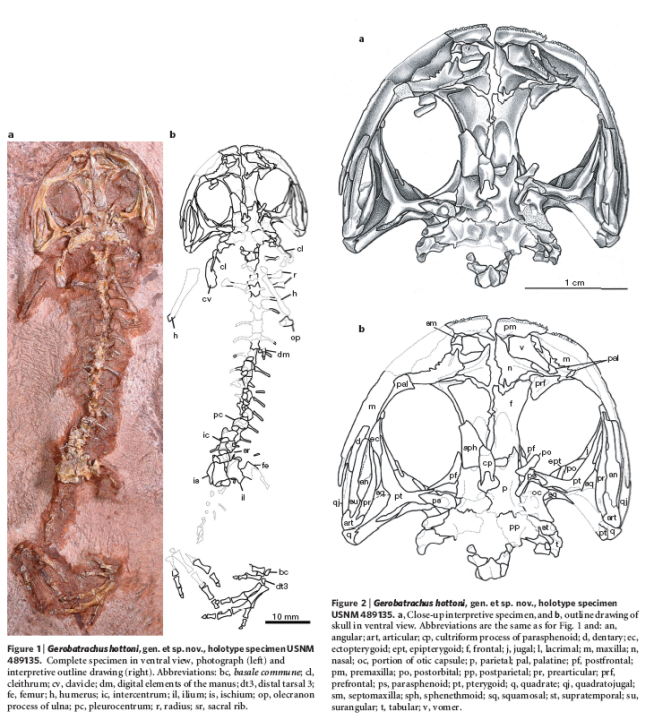 a
b
cl
cl
r
cv
h
h
op
dm
pc
ic
sr
fe
is
il
bc
dt3
10 mm
Figure 1 | Gerobatrachus hottoni, gen. et sp. nov., holotype specimen USNM
489135. Complete specimen in ventral view, photograph (left) and
interpretive outline drawing (right). Abbreviations: bc, basale commune; cl,
cleithrum; cv, clavicle; dm, digital elements of the manus; dt3, distal tarsal 3;
fe, femur; h, humerus; ic, intercentrum; il, ilium; is, ischium; op, olecranon
process of ulna; pc, pleurocentrum; r, radius; sr, sacral rib.
a
1 cm
b
sm
pm
v
m
pal
n
pal
prf
m
f
d
ec
sph
pf
po
cp
ept
pf
po
an
sq
pt
p
oc
sq
pt
pr
an
qj
su
pr
ps
qj
art
q
pp
st
art
t
pt
q
Figure 2 | Gerobatrachus hottoni, gen. et sp. nov., holotype specimen
USNM 489135. a, Close-up interpretive specimen, and b, outline drawing of
skull in ventral view. Abbreviations are the same as for Fig. 1 and: an,
angular; art, articular; cp, cultriform process of parasphenoid; d, dentary; ec,
ectopterygoid; ept, epipterygoid; f, frontal; j, jugal; l, lacrimal; m, maxilla; n,
nasal; oc, portion of otic capsule; p, parietal; pal, palatine; pf, postfrontal;
pm, premaxilla; po, postorbital; pp, postparietal; pr, prearticular; prf,
prefrontal; ps, parasphenoid; pt, pterygoid; q, quadrate; qj, quadratojugal;
sm, septomaxilla; sph, sphenethmoid; sq, squamosal; st, supratemporal; su,
surangular; t, tabular; v, vomer.